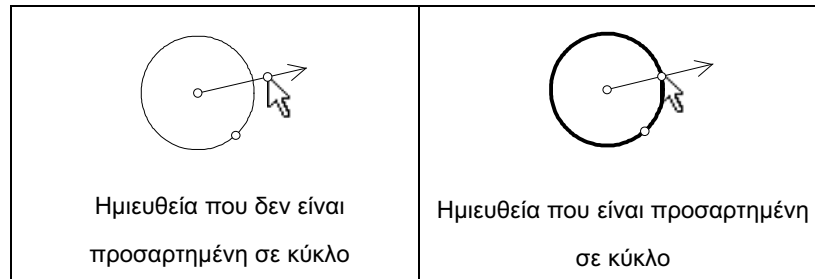 Ημιευθεία που δεν είναι
προσαρτημένη σε κύκλο
Ημιευθεία που είναι προσαρτημένη
σε κύκλο